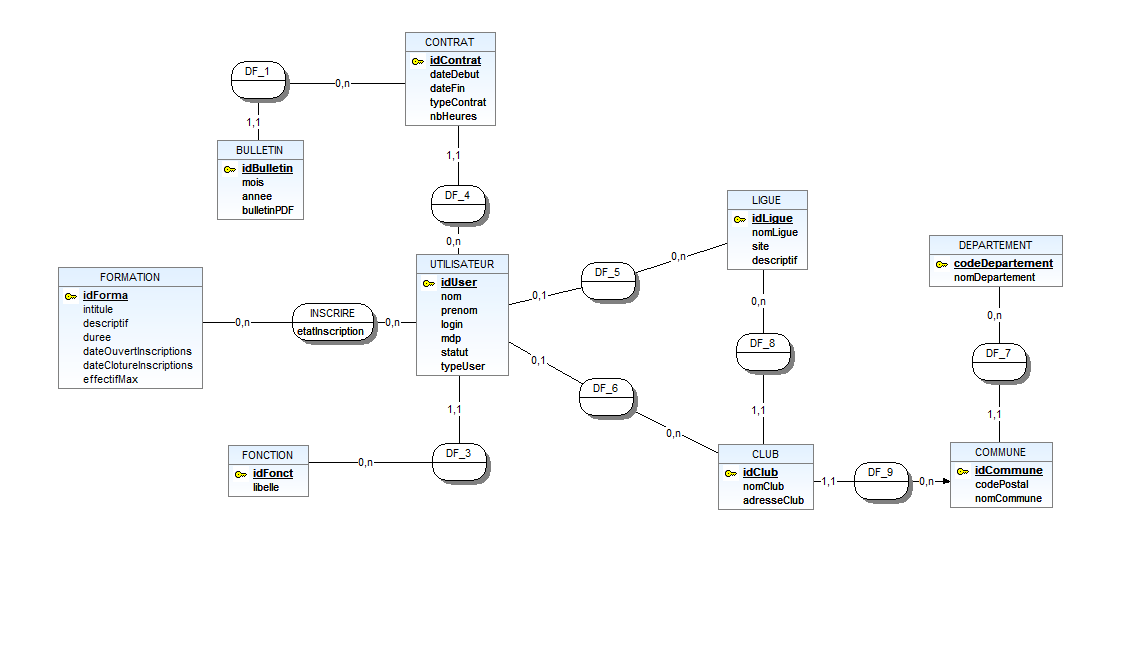 CONTRAT
idContrat
dateDebut
dateFin
typeContrat
nbHeures
DF_1
0,n
1,1
BULLETIN
idBulletin
mois
annee
bulletinPDF
1,1
DF_4
0,n
UTILISATEUR
idUser
nom
prenom
login
mdp
statut
typeUser
FORMATION
idForma
intitule
descriptif
duree
dateOuvertInscriptions
dateClotureInscriptions
effectifMax
0,n
INSCRIRE
etatInscription
0,n
0,1
DF_5
0,n
LIGUE
idLigue
nomLigue
site
descriptif
0,n
DF_8
1,1
DEPARTEMENT
codeDepartement
nomDepartement
0,n
DF_7
1,1
0,1
DF_6
0,n
1,1
FONCTION
idFonct
libelle
0,n
DF_3
CLUB
idClub
nomClub
adresseClub
1,1
DF_9
0,n
COMMUNE
idCommune
codePostal
nomCommune